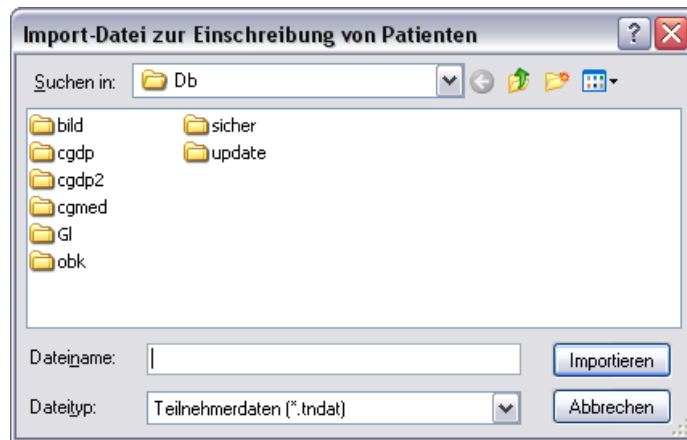 Import-Datei zur Einschreibung von Patienten
Suchen in: Db
bild sicher
cgdp update
cgdp2
cgmed
Gl
obk
Dateiname: Importieren
Dateityp: Teilnehmerdaten (*.tndat) Abbrechen